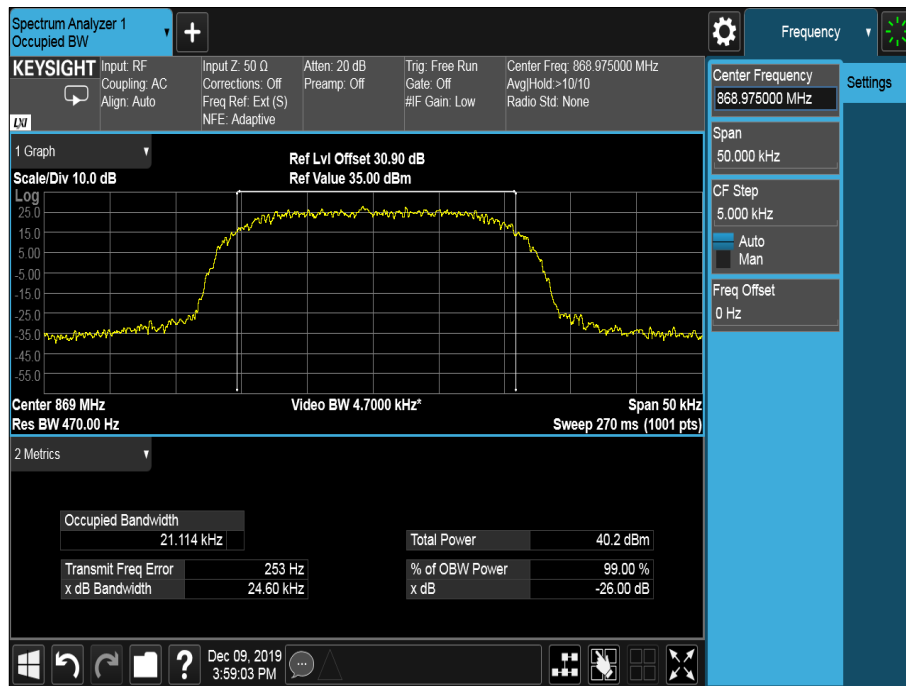 Spectrum Analyzer 1
Occupied BW
Frequency
KEYSIGHT
LXI
Input: RF
Coupling: AC
Align: Auto
Input Z: 50 Ω
Corrections: Off
Freq Ref: Ext (S)
NFE: Adaptive
Atten: 20 dB
Preamp: Off
Trig: Free Run
Gate: Off
#IF Gain: Low
Center Freq: 868.975000 MHz
Avg|Hold:>10/10
Radio Std: None
Center Frequency
868.975000 MHz
Settings
Span
50.000 kHz
CF Step
5.000 kHz
Auto
Man
Freq Offset
0 Hz
1 Graph
Scale/Div 10.0 dB
Ref Lvl Offset 30.90 dB
Ref Value 35.00 dBm
Log
25.0
15.0
5.00
-5.00
-15.0
-25.0
-35.0
-45.0
-55.0
Center 869 MHz
Video BW 4.7000 kHz*
Span 50 kHz
Res BW 470.00 Hz
Sweep 270 ms (1001 pts)
2 Metrics
Occupied Bandwidth
21.114 kHz
Total Power 40.2 dBm
Transmit Freq Error 253 Hz
% of OBW Power 99.00 %
x dB Bandwidth 24.60 kHz
x dB -26.00 dB
?
Dec 09, 2019
3:59:03 PM